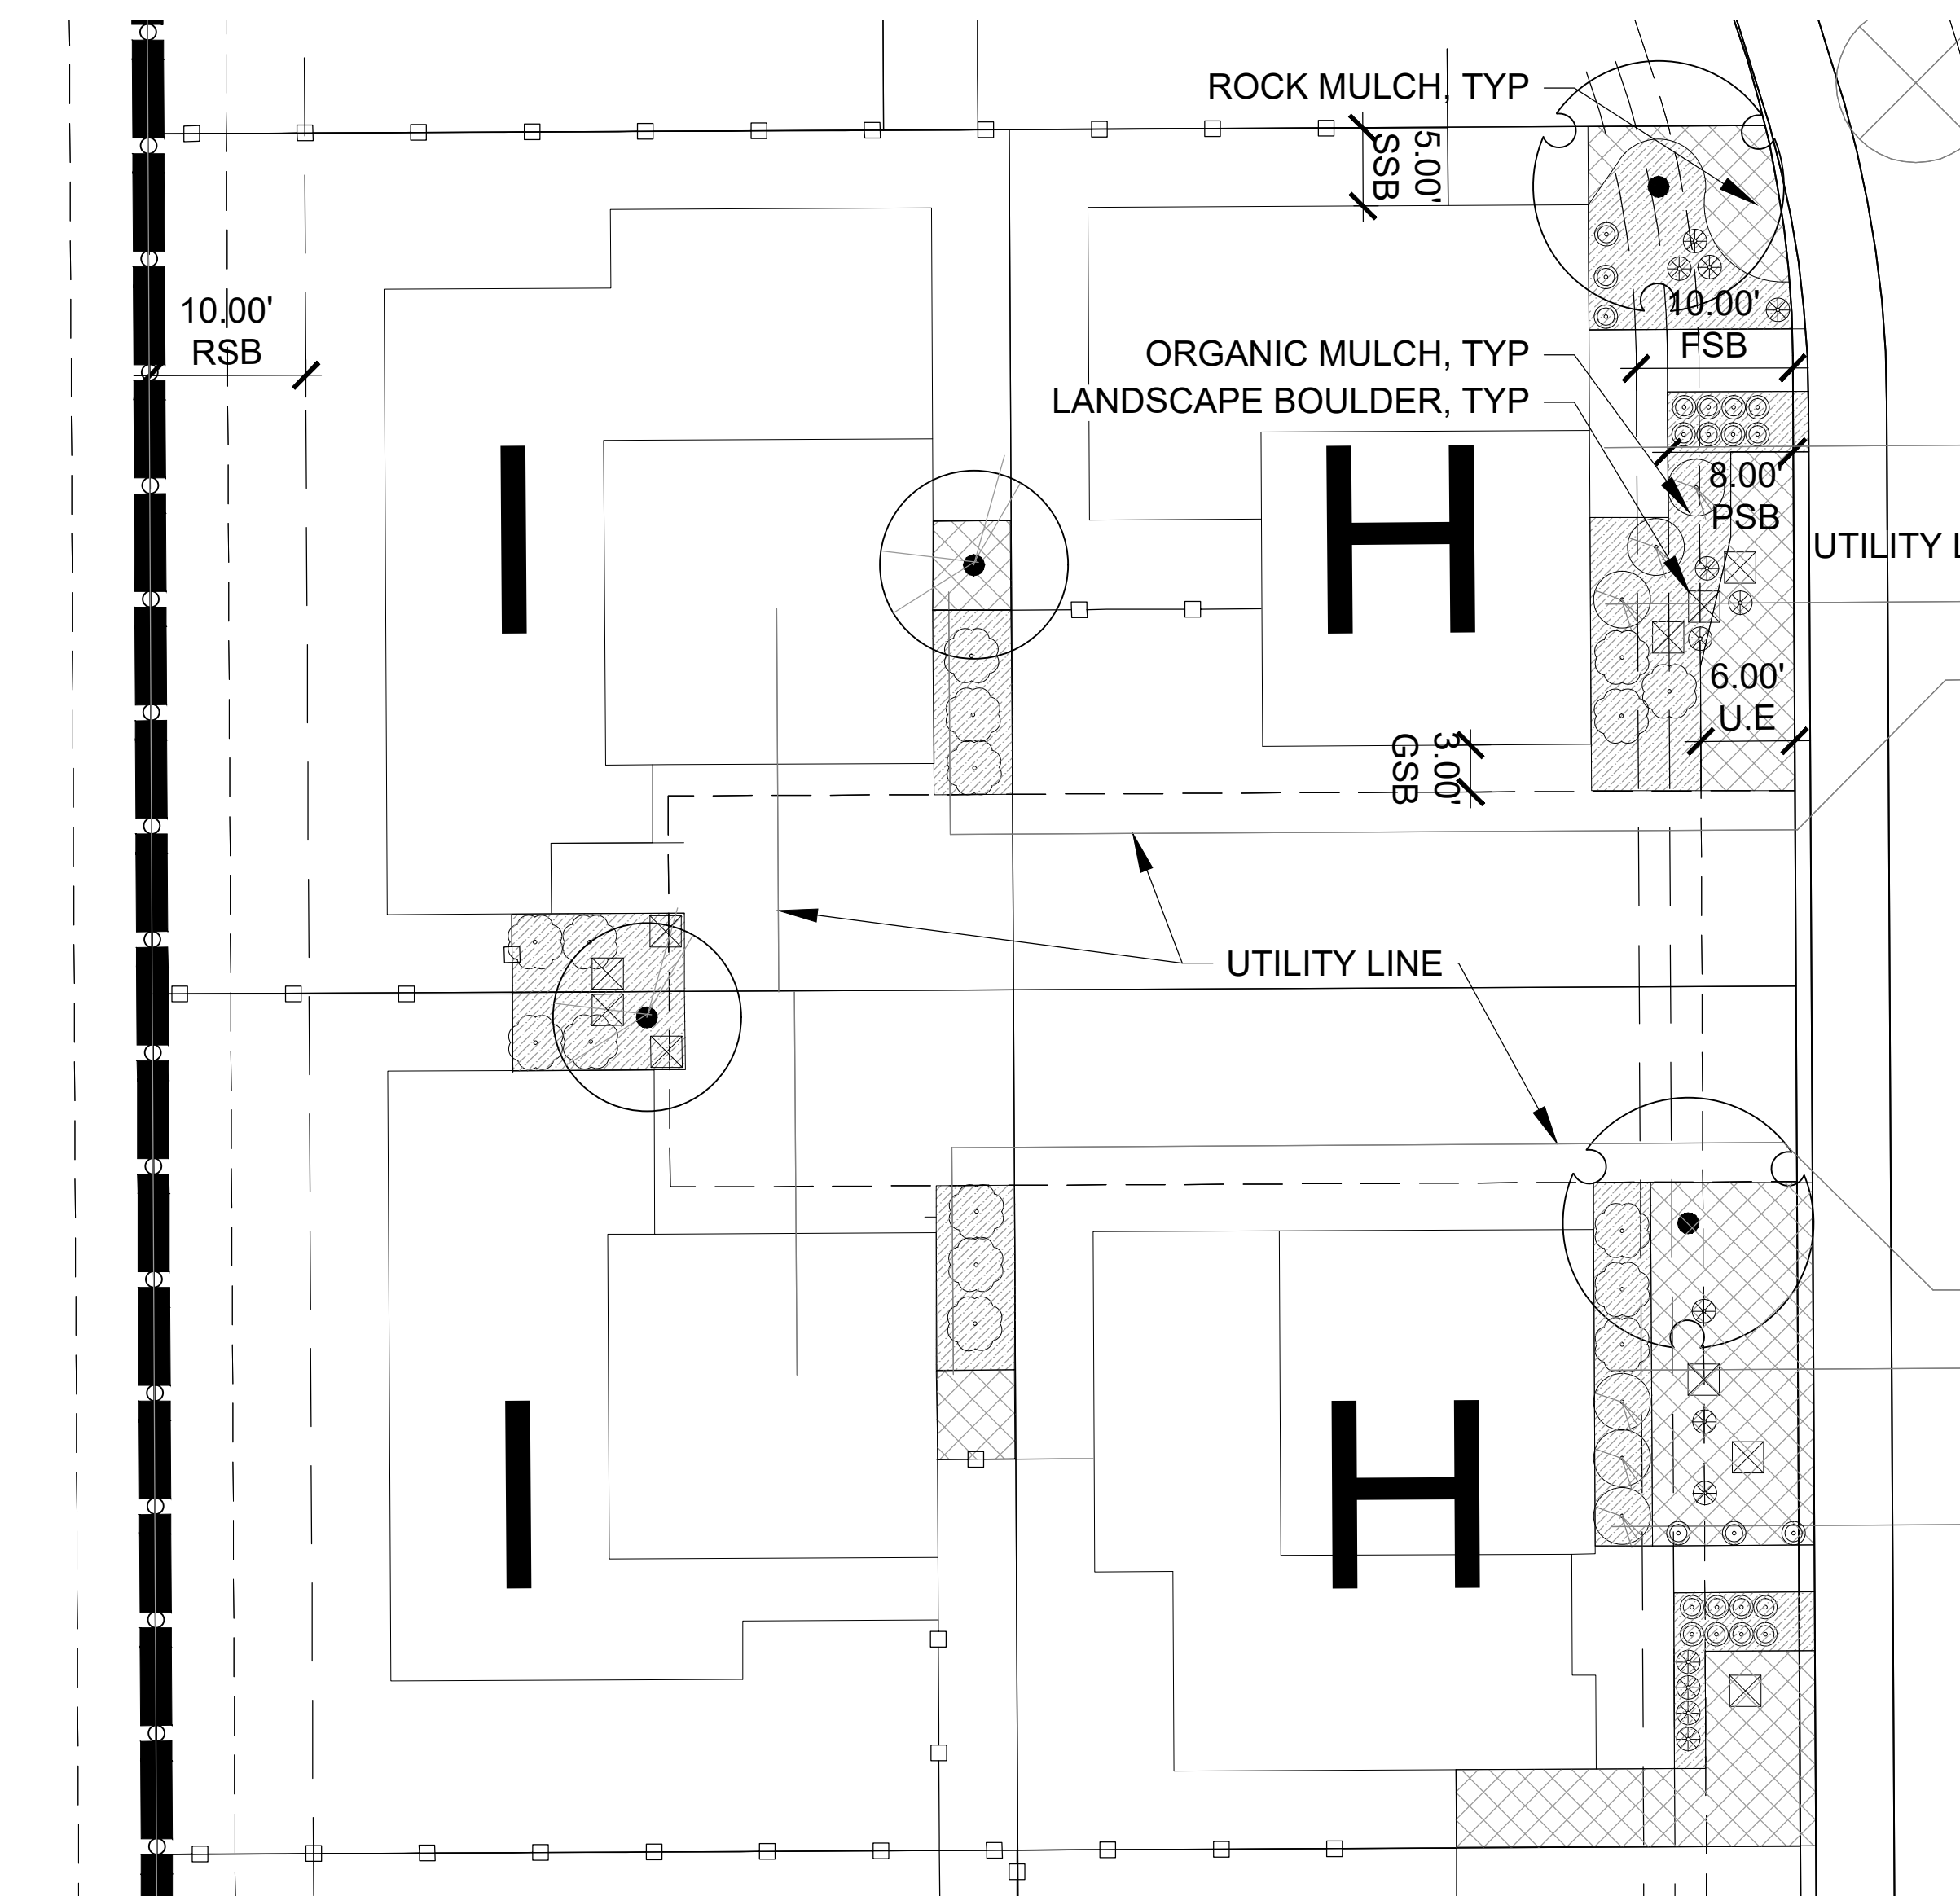 ROCK MULCH, TYP
5.00'
SSB
10.00'
RSB
10.00'
FSB
ORGANIC MULCH, TYP
LANDSCAPE BOULDER, TYP
I
H
8.00'
PSB
UTILITY L
6.00'
U.E
3.00'
GSB
UTILITY LINE
I
H